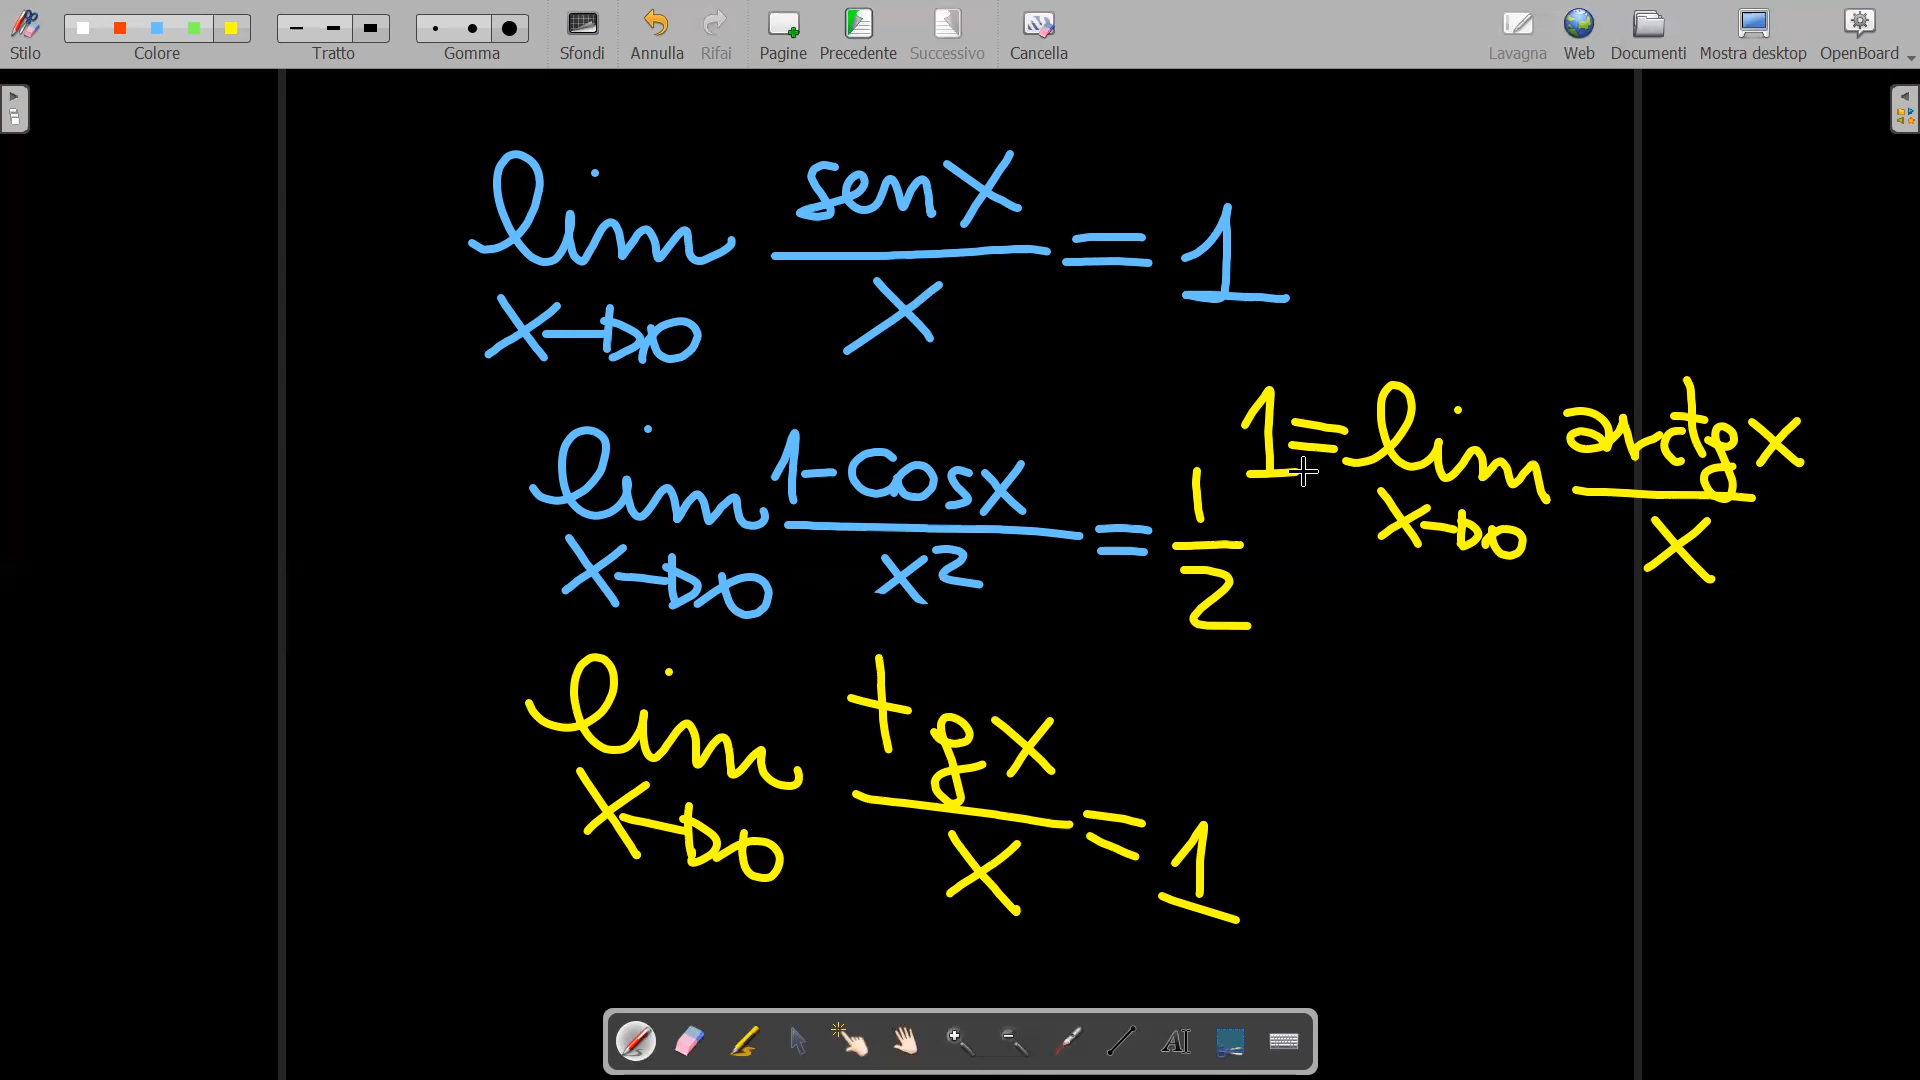 Stilo Colore Tratto Gomma Sfondi Annulla Rifai Pagine Precedente Successivo Cancella Lavagna Web Documenti Mostra desktop OpenBoard
lim x→0 senx/x = 1
lim x→0 1-cosx/x² = 1/2
1 = lim x→0 arctgx/x
lim x→0 tgx/x = 1
AI